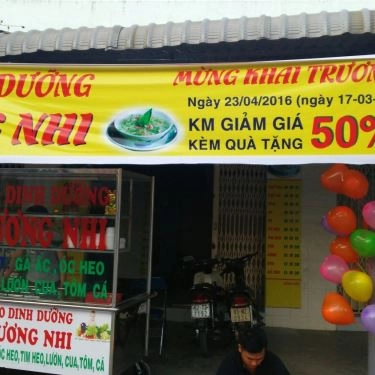 DƯỠNG
NHI
MỪNG KHAI TRƯƠN
Ngày 23/04/2016 (ngày 17-03-
KM GIẢM GIÁ
KÈM QUÀ TẶNG
50%
DINH DƯỠNG
ƯƠNG NHI
GÀ ÁC, ÓC HEO
LƯƠN, CUA, TÔM, CÁ
O DINH DƯỠNG
ƯƠNG NHI
ÓC HEO, TIM HEO, LƯƠN, CUA, TÔM, CÁ